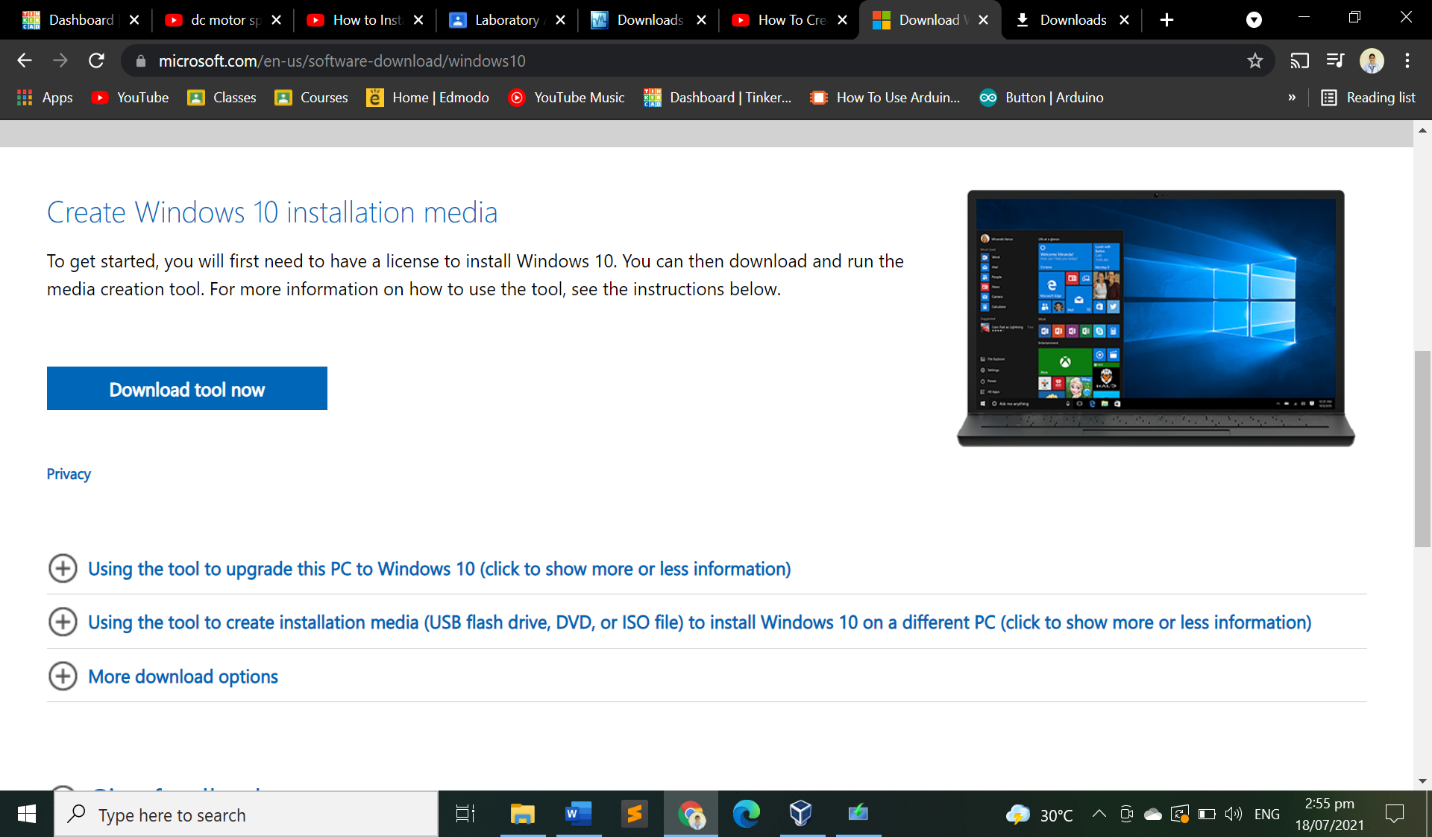 Dashboard
dc motor sp
How to Inst
Laboratory
Downloads
How To Cre
Download
Downloads
microsoft.com/en-us/software-download/windows10
Apps
YouTube
Classes
Courses
Home | Edmodo
YouTube Music
Dashboard | Tinker...
How To Use Arduin...
Button | Arduino
»
Reading list
Create Windows 10 installation media
To get started, you will first need to have a license to install Windows 10. You can then download and run the
media creation tool. For more information on how to use the tool, see the instructions below.
Download tool now
Privacy
Using the tool to upgrade this PC to Windows 10 (click to show more or less information)
Using the tool to create installation media (USB flash drive, DVD, or ISO file) to install Windows 10 on a different PC (click to show more or less information)
More download options
Type here to search
30°C
ENG
2:55 pm
18/07/2021